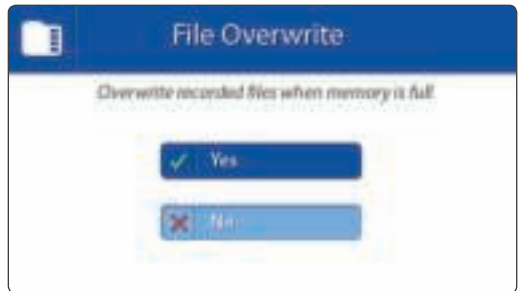 File Overwrite
Overwrite recorded files when memory is full.
Yes
No